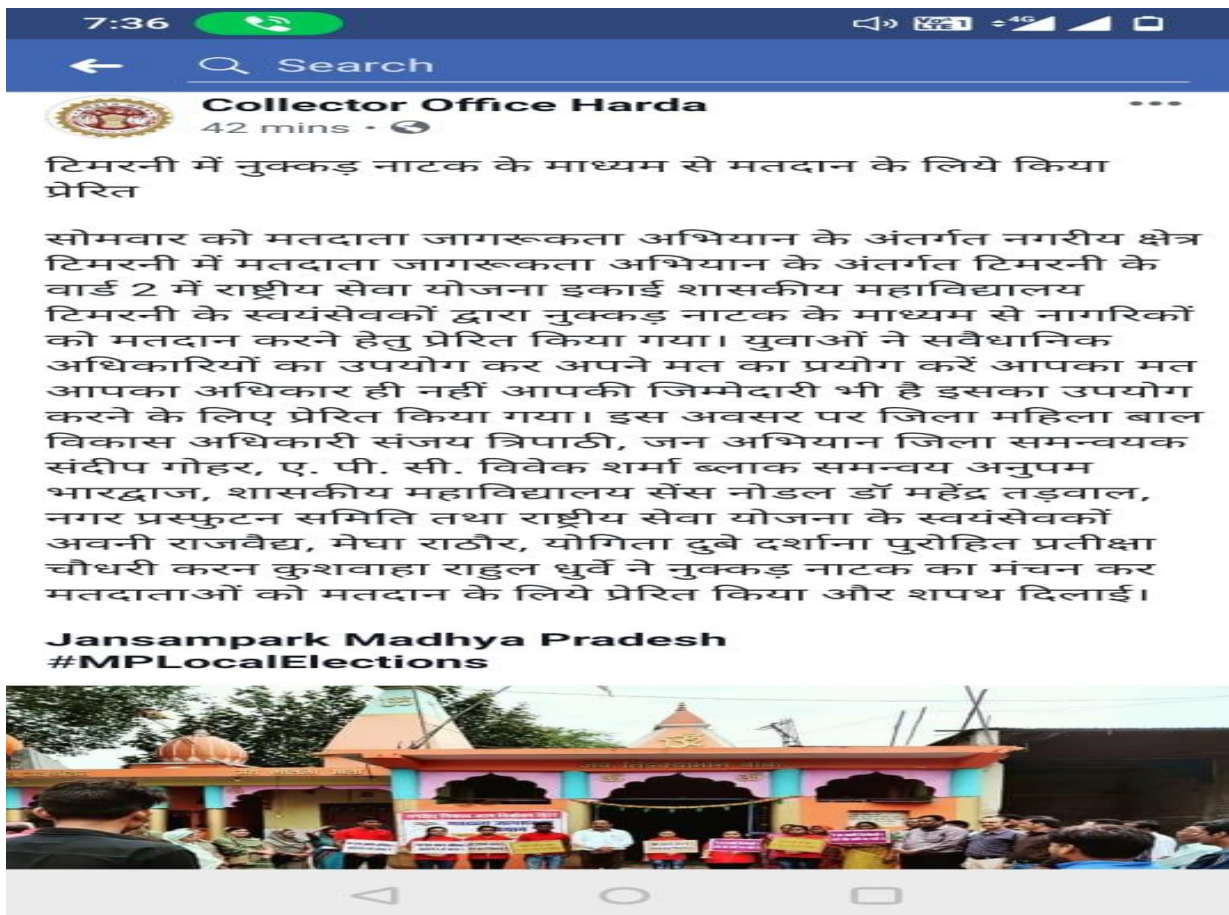 7:36
Vo 1
LTE
4G
Search
Collector Office Harda
42 mins
टिमरनी में नुक्कड़ नाटक के माध्यम से मतदान के लिये किया
प्रेरित
सोमवार को मतदाता जागरूकता अभियान के अंतर्गत नगरीय क्षेत्र
टिमरनी में मतदाता जागरूकता अभियान के अंतर्गत टिमरनी के
वार्ड 2 में राष्ट्रीय सेवा योजना इकाई शासकीय महाविद्यालय
टिमरनी के स्वयंसेवकों द्वारा नुक्कड़ नाटक के माध्यम से नागरिकों
को मतदान करने हेतु प्रेरित किया गया। युवाओं ने सवैधानिक
अधिकारियों का उपयोग कर अपने मत का प्रयोग करें आपका मत
आपका अधिकार ही नहीं आपकी जिम्मेदारी भी है इसका उपयोग
करने के लिए प्रेरित किया गया। इस अवसर पर जिला महिला बाल
विकास अधिकारी संजय त्रिपाठी, जन अभियान जिला समन्वयक
संदीप गोहर, ए. पी. सी. विवेक शर्मा ब्लाक समन्वय अनुपम
भारद्वाज, शासकीय महाविद्यालय सेंस नोडल डॉ महेंद्र तड़वाल,
नगर प्रस्फुटन समिति तथा राष्ट्रीय सेवा योजना के स्वयंसेवकों
अवनी राजवैद्य, मेघा राठौर, योगिता दुबे दर्शाना पुरोहित प्रतीक्षा
चौधरी करन कुशवाहा राहुल धुर्वे ने नुक्कड़ नाटक का मंचन कर
मतदाताओं को मतदान के लिये प्रेरित किया और शपथ दिलाई।
Jansampark Madhya Pradesh
#MPLocalElections